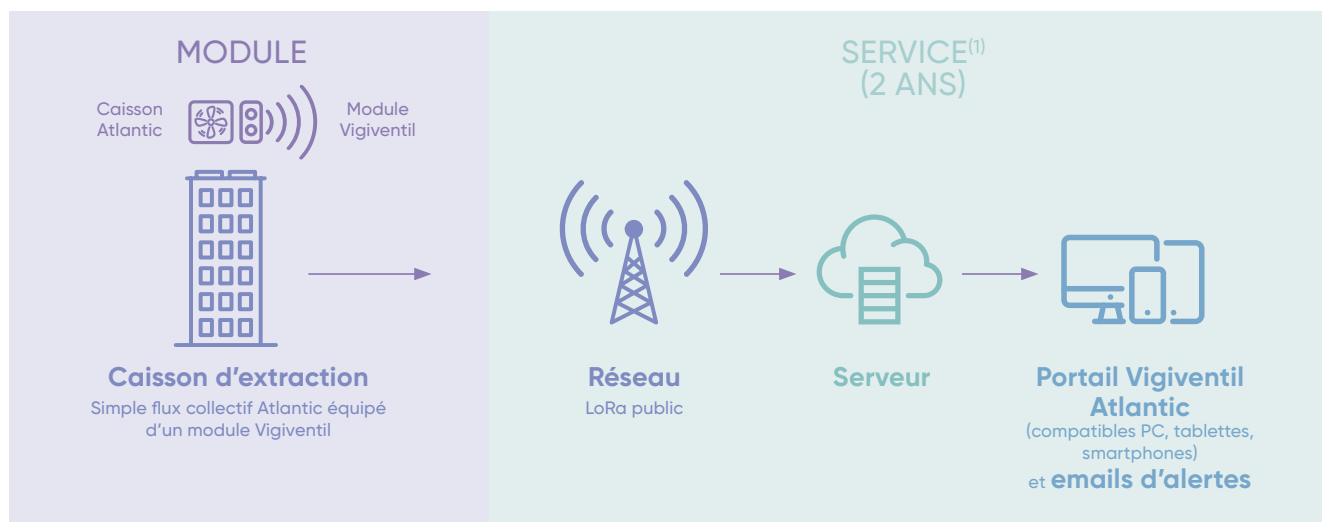 MODULE
Caisson
Atlantic
Module
Vigiventil
Caisson d’extraction
Simple flux collectif Atlantic équipé
d’un module Vigiventil
SERVICE(1)
(2 ANS)
Réseau
LoRa public
Serveur
Portail Vigiventil
Atlantic
(compatibles PC, tablettes,
smartphones)
et emails d’alertes